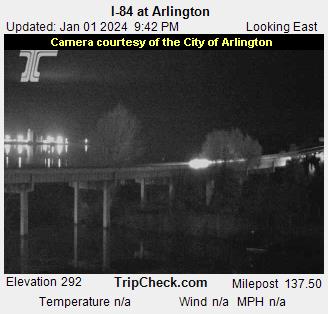 I-84 at Arlington
Updated: Jan 01 2024 9:42 PM Looking East
Camera courtesy of the City of Arlington
Elevation 292 TripCheck.com Milepost 137.50
Temperature n/a Wind n/a MPH n/a